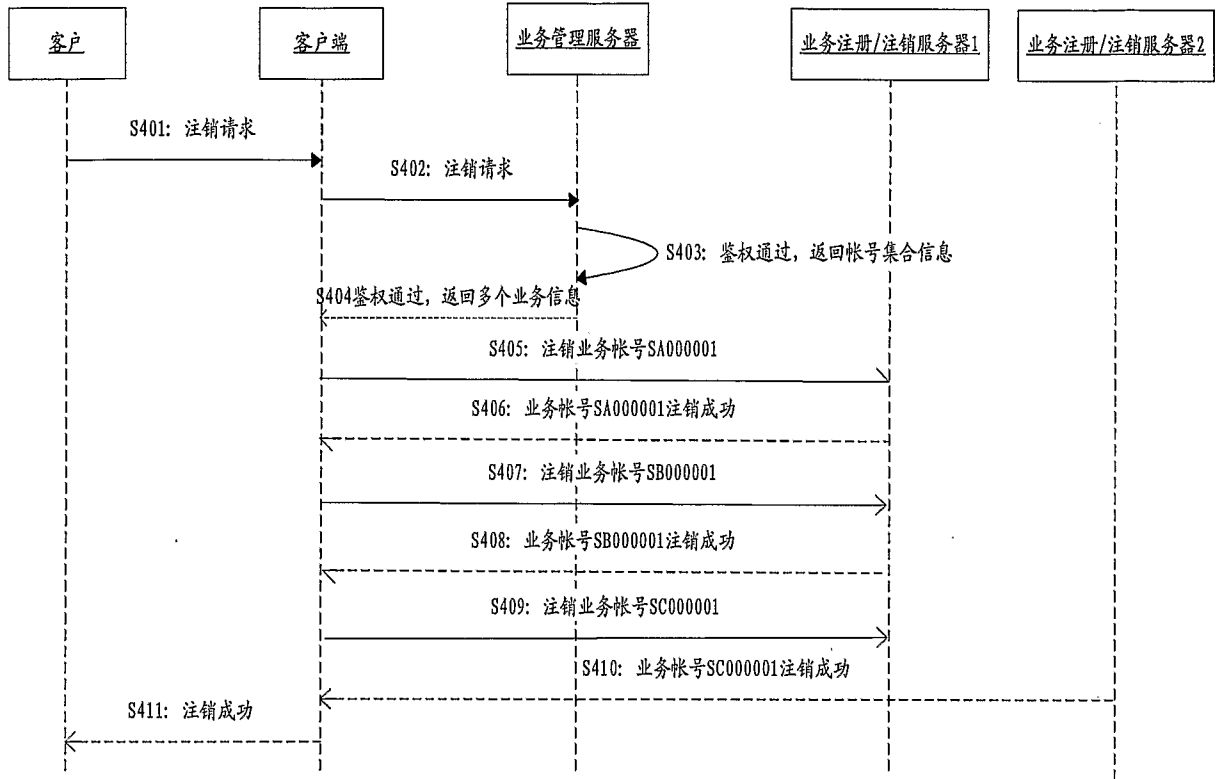 客户
客户端
业务管理服务器
业务注册/注销服务器1
业务注册/注销服务器2
S401: 注销请求
S402: 注销请求
S403: 鉴权通过, 返回帐号集合信息
S404鉴权通过, 返回多个业务信息
S405: 注销业务帐号SA000001
S406: 业务帐号SA000001注销成功
S407: 注销业务帐号SB000001
S408: 业务帐号SB000001注销成功
S409: 注销业务帐号SC000001
S410: 业务帐号SC000001注销成功
S411: 注销成功